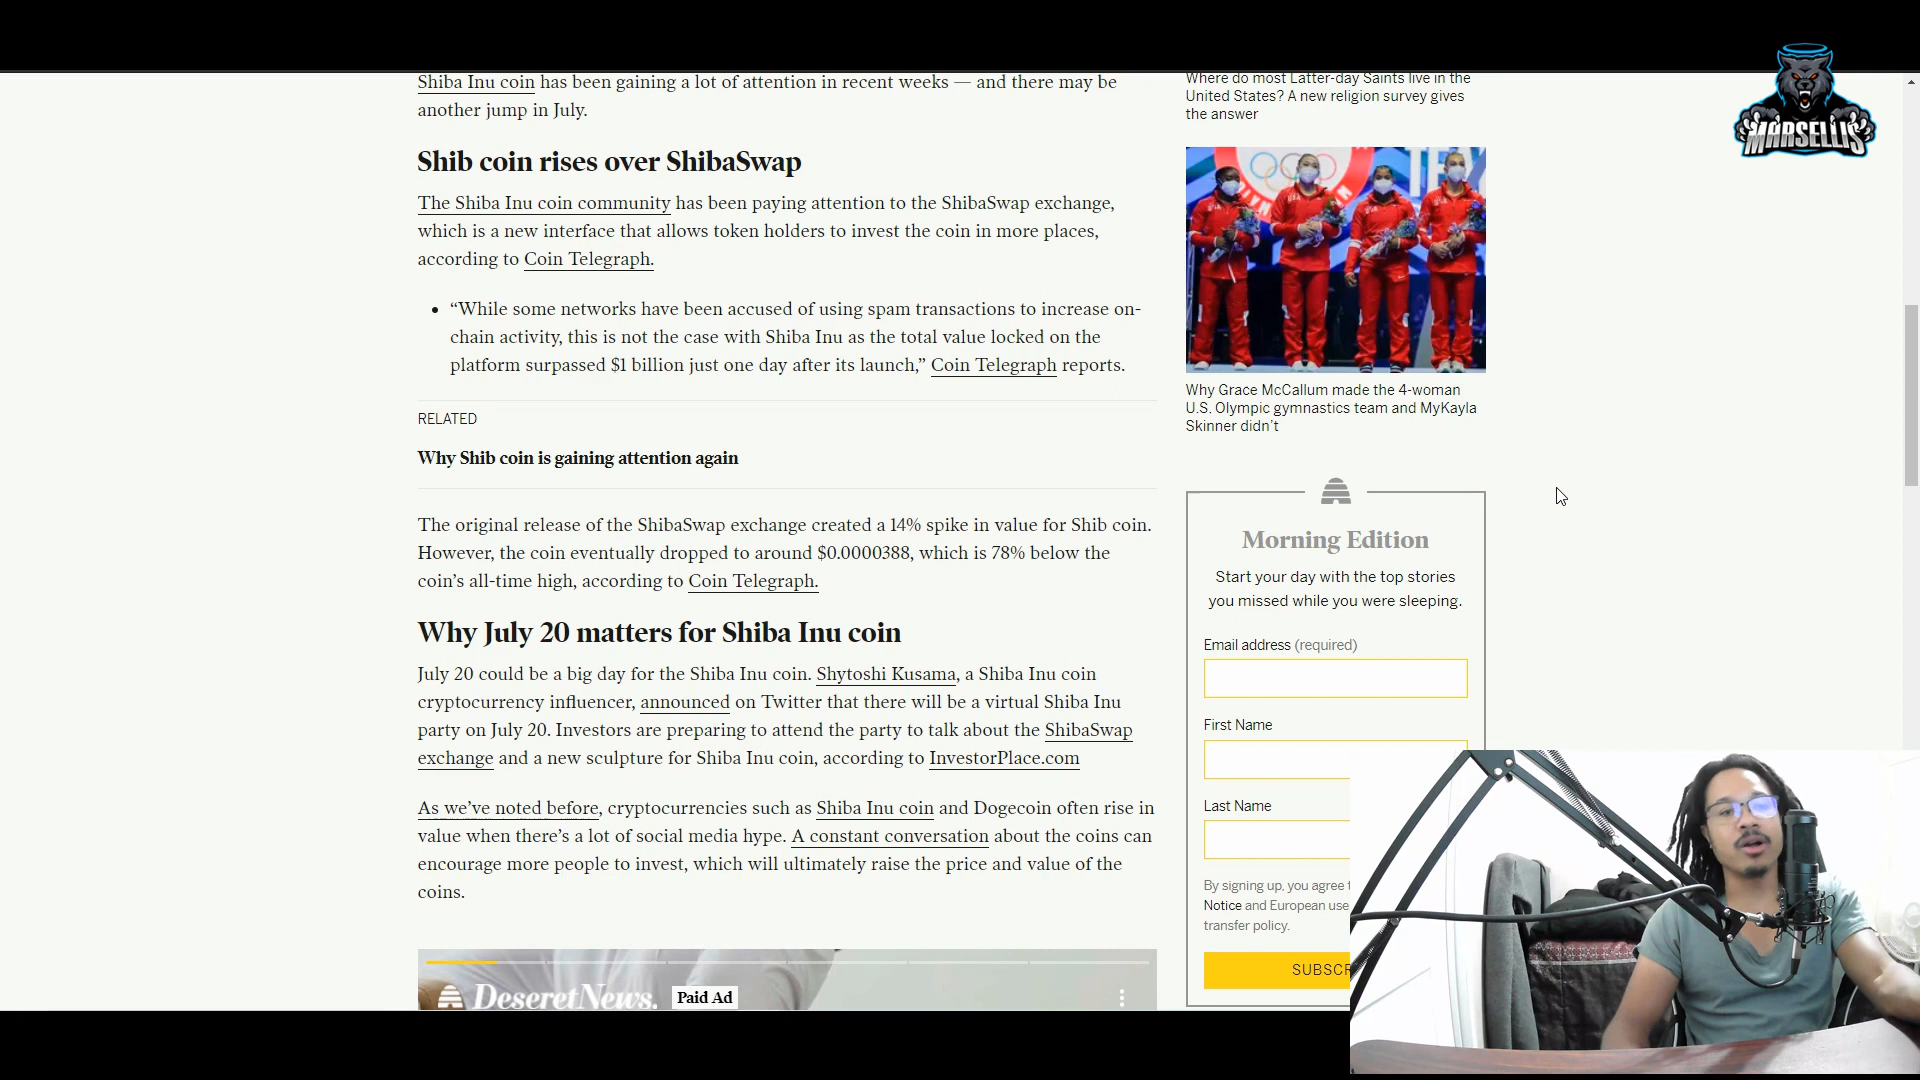 Shiba Inu coin has been gaining a lot of attention in recent weeks — and there may be
another jump in July.
Shib coin rises over ShibaSwap
The Shiba Inu coin community has been paying attention to the ShibaSwap exchange,
which is a new interface that allows token holders to invest the coin in more places,
according to Coin Telegraph.
• “While some networks have been accused of using spam transactions to increase on-
chain activity, this is not the case with Shiba Inu as the total value locked on the
platform surpassed $1 billion just one day after its launch,” Coin Telegraph reports.
RELATED
Why Shib coin is gaining attention again
The original release of the ShibaSwap exchange created a 14% spike in value for Shib coin.
However, the coin eventually dropped to around $0.0000388, which is 78% below the
coin’s all-time high, according to Coin Telegraph.
Why July 20 matters for Shiba Inu coin
July 20 could be a big day for the Shiba Inu coin. Shytoshi Kusama, a Shiba Inu coin
cryptocurrency influencer, announced on Twitter that there will be a virtual Shiba Inu
party on July 20. Investors are preparing to attend the party to talk about the ShibaSwap
exchange and a new sculpture for Shiba Inu coin, according to InvestorPlace.com
As we’ve noted before, cryptocurrencies such as Shiba Inu coin and Dogecoin often rise in
value when there’s a lot of social media hype. A constant conversation about the coins can
encourage more people to invest, which will ultimately raise the price and value of the
coins.
DeseretNews.
Paid Ad
Where do most Latter-day Saints live in the
United States? A new religion survey gives
the answer
Why Grace McCallum made the 4-woman
U.S. Olympic gymnastics team and MyKayla
Skinner didn’t
Morning Edition
Start your day with the top stories
you missed while you were sleeping.
Email address (required)
First Name
Last Name
By signing up, you agree
Notice and European use
transfer policy.
SUBSCR
MARSELLIS